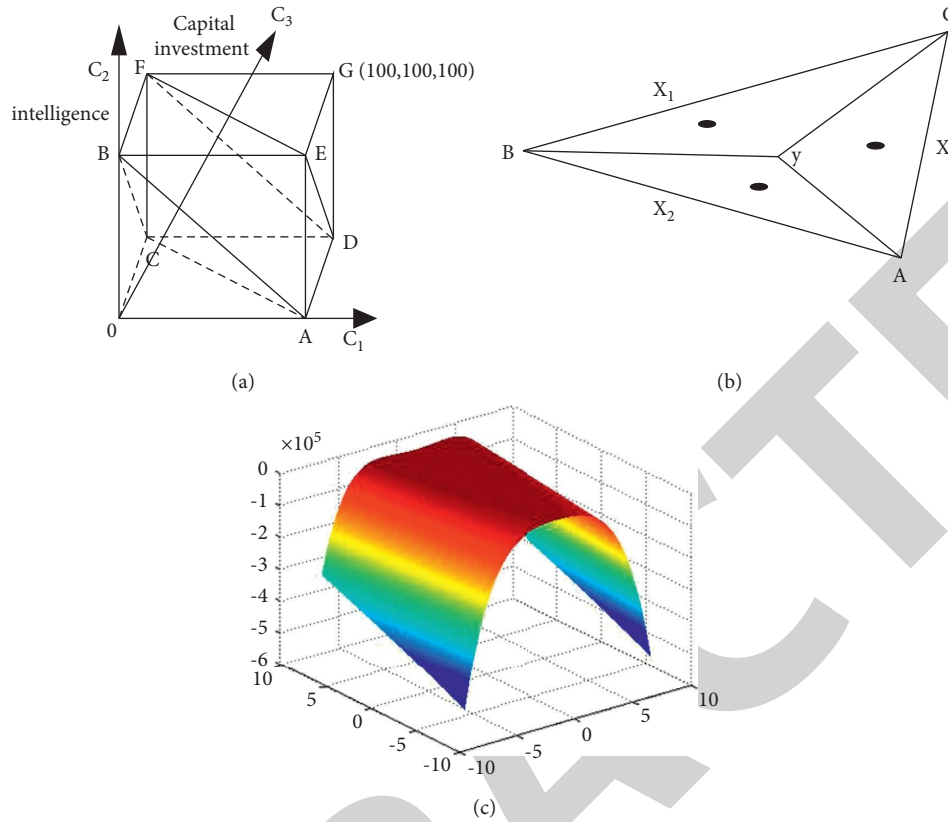 C3
Capital
investment
C2
F
G (100,100,100)
intelligence
B
E
C
D
0
A
C1
(a)
X1
B
y
X
X2
A
(b)
×10^5
0
-1
-2
-3
-4
-5
-6
10
5
0
-5
-10
-10
-5
0
5
10
(c)